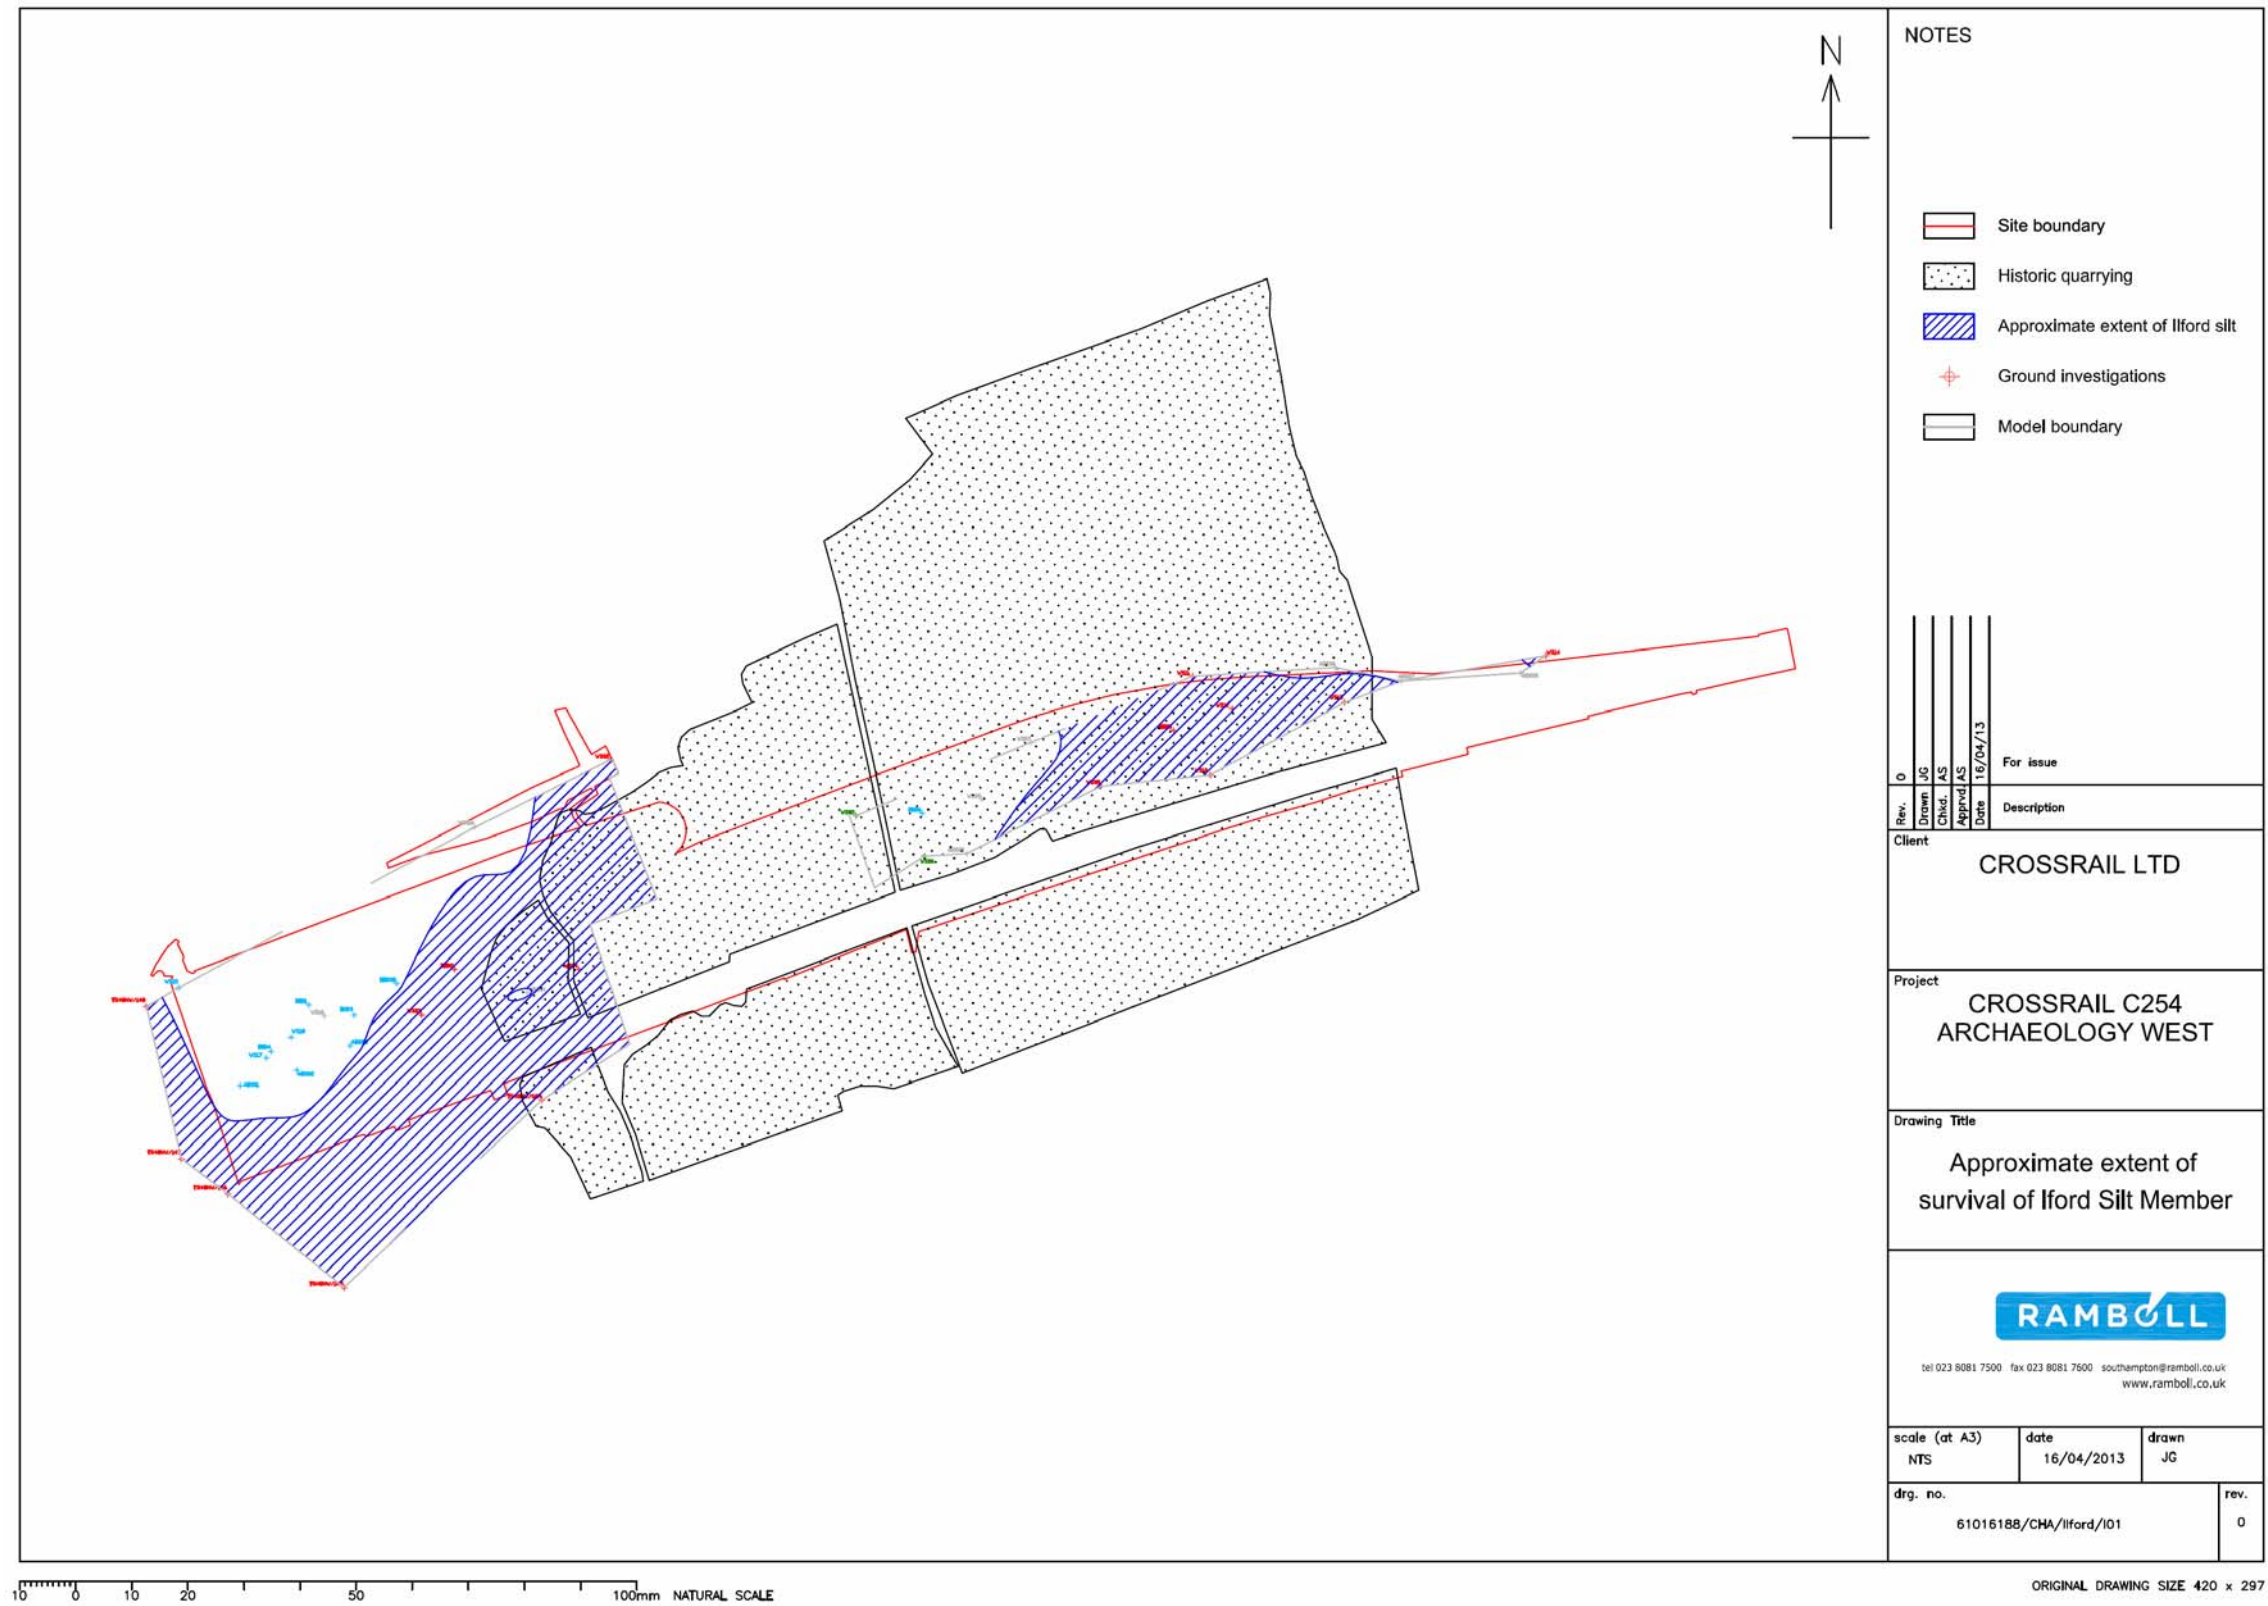 NOTES
N
Site boundary
Historic quarrying
Approximate extent of Ilford silt
Ground investigations
Model boundary
0
JG
AS
AS
16/04/13
For issue
Rev.
Drawn
Chkd.
Apprvd.
Date
Description
Client
CROSSRAIL LTD
Project
CROSSRAIL C254
ARCHAEOLOGY WEST
Drawing Title
Approximate extent of
survival of Iford Silt Member
RAMBOLL
tel 023 8081 7500 fax 023 8081 7600 southampton@ramboll.co.uk
www.ramboll.co.uk
scale (at A3)
NTS
date
16/04/2013
drawn
JG
drg. no.
61016188/CHA/Ilford/I01
rev.
0
10 0 10 20 50 100mm NATURAL SCALE
ORIGINAL DRAWING SIZE 420 x 297